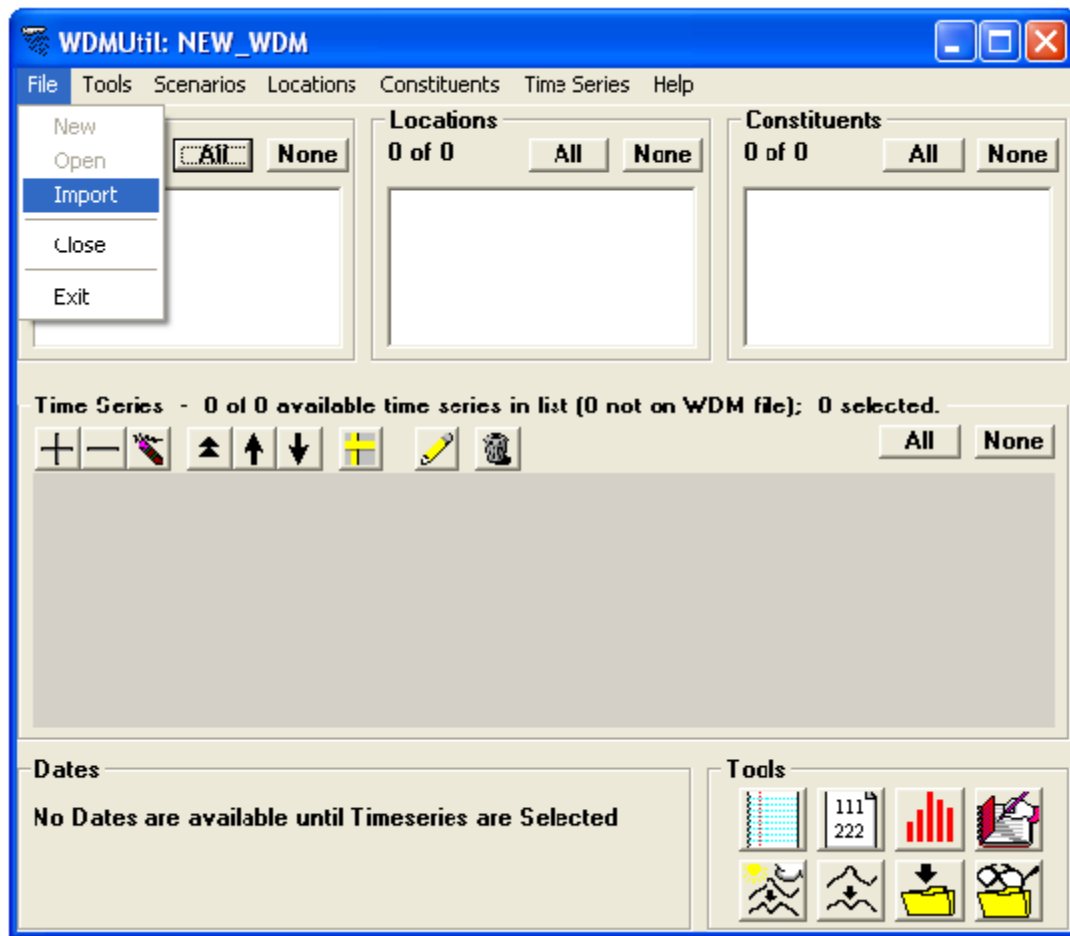 WDMUtil: NEW_WDM
File Tools Scenarios Locations Constituents Time Series Help
New
Open
Import
Close
Exit
All None
Locations
0 of 0 All None
Constituents
0 of 0 All None
Time Series - 0 of 0 available time series in list (0 not on WDM file); 0 selected.
All None
Dates
No Dates are available until Timeseries are Selected
Tools
111
222